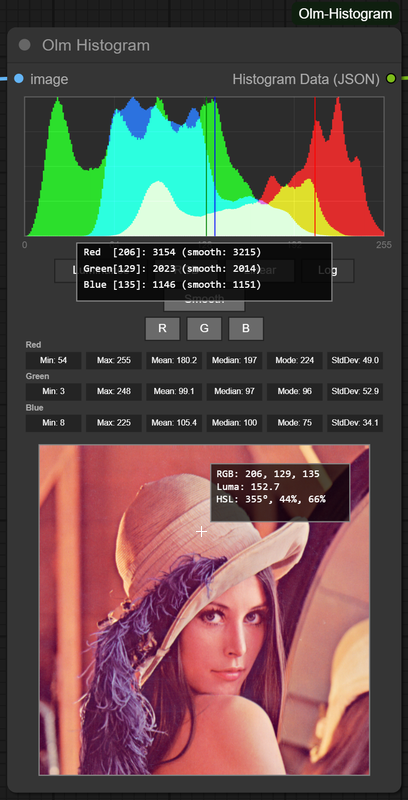 Olm-Histogram
Olm Histogram
image Histogram Data (JSON)
0 255
Red [206]: 3154 (smooth: 3215)
Green[129]: 2023 (smooth: 2014)
Blue [135]: 1146 (smooth: 1151)
Log
Smooth
R G B
Red
Min: 54 Max: 255 Mean: 180.2 Median: 197 Mode: 224 StdDev: 49.0
Green
Min: 3 Max: 248 Mean: 99.1 Median: 97 Mode: 96 StdDev: 52.9
Blue
Min: 8 Max: 225 Mean: 105.4 Median: 100 Mode: 75 StdDev: 34.1
RGB: 206, 129, 135
Luma: 152.7
HSL: 355°, 44%, 66%